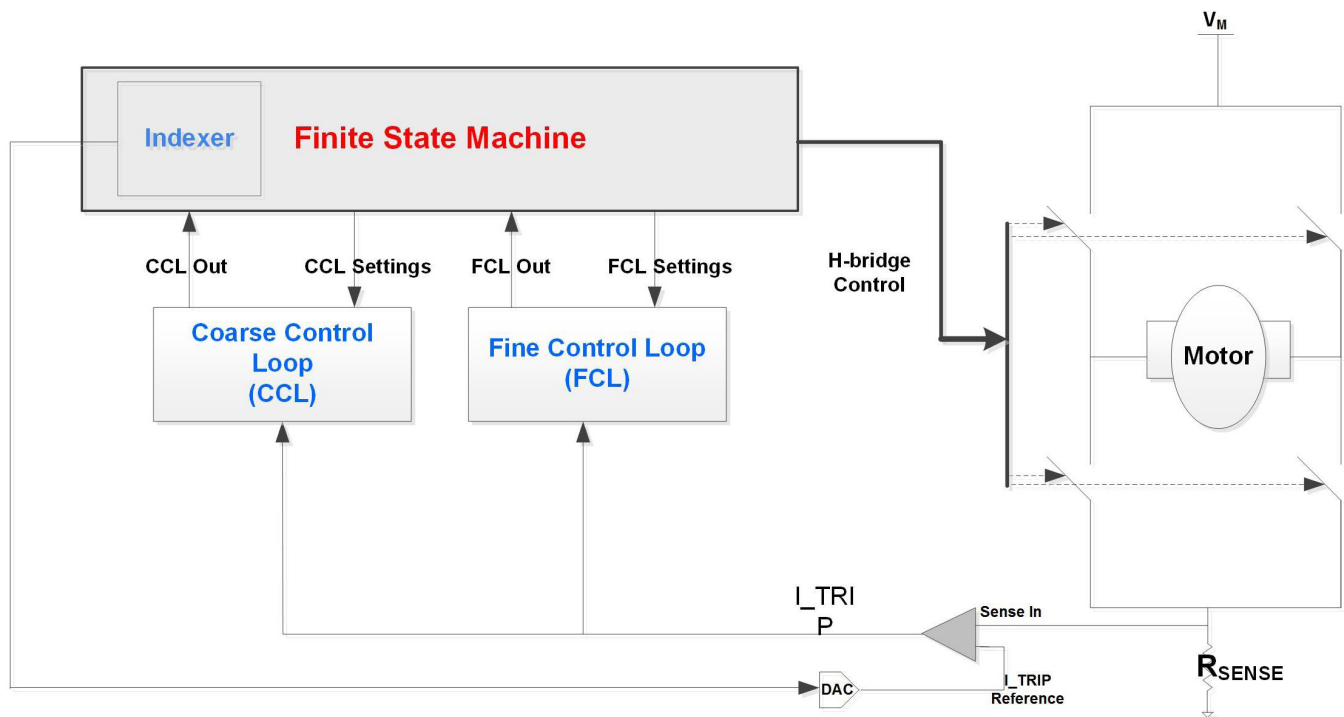 V_M
Indexer
Finite State Machine
CCL Out
CCL Settings
FCL Out
FCL Settings
H-bridge
Control
Coarse Control
Loop
(CCL)
Fine Control Loop
(FCL)
Motor
I_TRI
P
Sense In
DAC
I_TRIP
Reference
R_SENSE